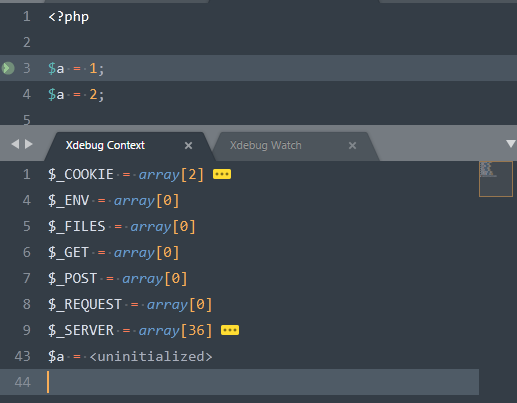 1 <?php
2
3 $a = 1;
4 $a = 2;
5
Xdebug Context × Xdebug Watch ×
1 $_COOKIE = array[2] ...
4 $_ENV = array[0]
5 $_FILES = array[0]
6 $_GET = array[0]
7 $_POST = array[0]
8 $_REQUEST = array[0]
9 $_SERVER = array[36] ...
43 $a = <uninitialized>
44